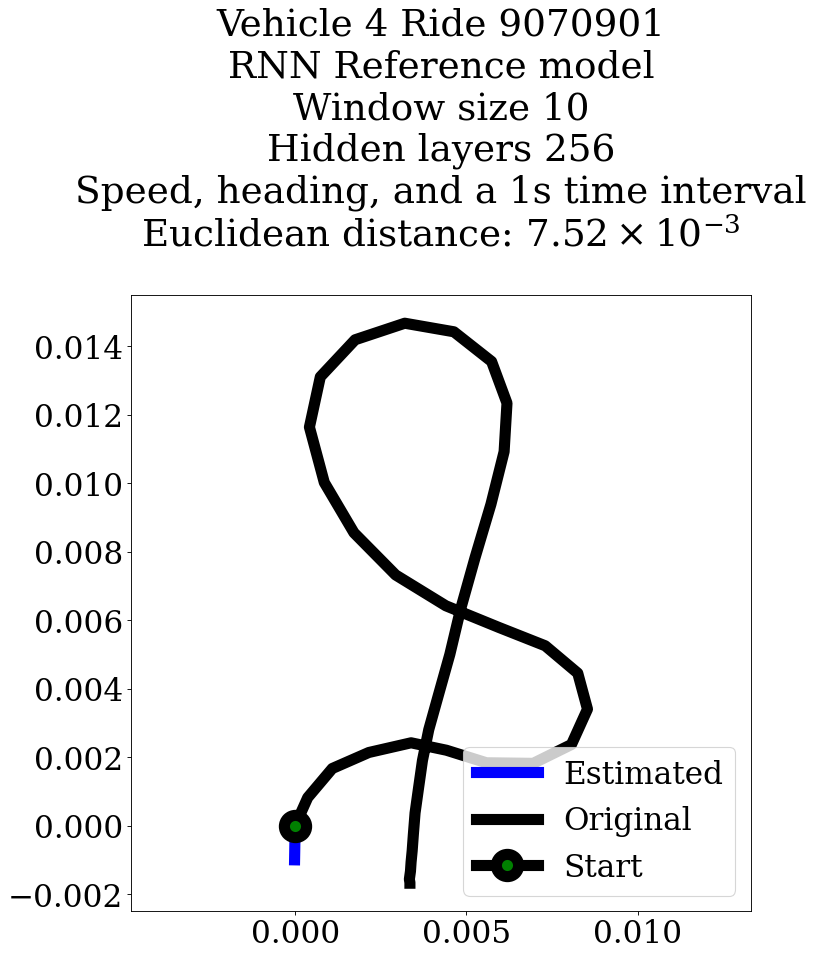 Vehicle 4 Ride 9070901
RNN Reference model
Window size 10
Hidden layers 256
Speed, heading, and a 1s time interval
Euclidean distance: 7.52 × 10⁻³
0.014
0.012
0.010
0.008
0.006
0.004
0.002
0.000
−0.002
Estimated
Original
Start
0.000 0.005 0.010